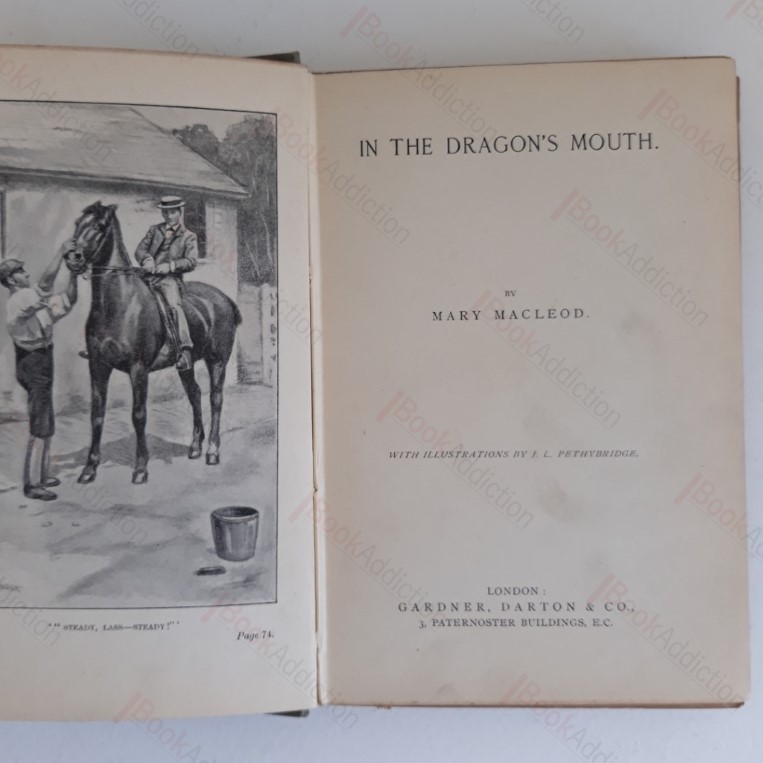 "" STEADY, LASS—STEADY!"'
Page 74.
IN THE DRAGON'S MOUTH.
BY
MARY MACLEOD.
WITH ILLUSTRATIONS BY J. L. PETHYBRIDGE.
LONDON:
GARDNER, DARTON & CO.,
3, PATERNOSTER BUILDINGS, E.C.
BookAddiction